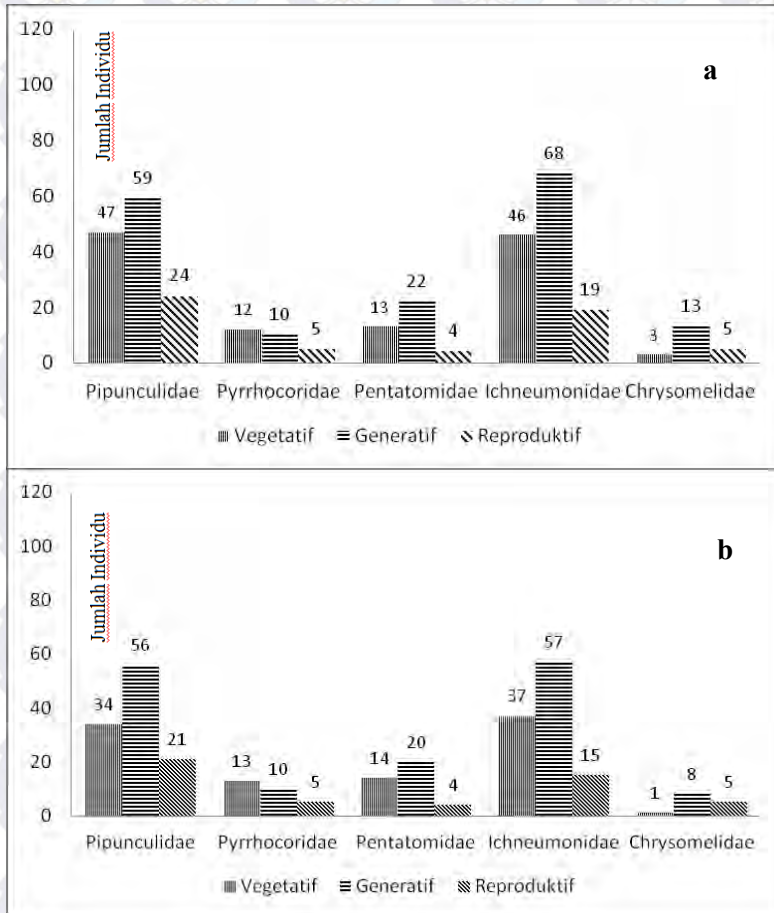 120
Jumlah Individu
a
100
80
68
59
60
47
46
40
24
22
19
20
12
10
13
13
5
4
3
5
0
Pipunculidae
Pyrrhocoridae
Pentatomidae
Ichneumonidae
Chrysomelidae
Vegetatif
Generatif
Reproduktif
120
Jumlah Individu
b
100
80
56
57
60
34
37
40
21
20
15
20
13
10
14
8
5
4
1
5
0
Pipunculidae
Pyrrhocoridae
Pentatomidae
Ichneumonidae
Chrysomelidae
Vegetatif
Generatif
Reproduktif